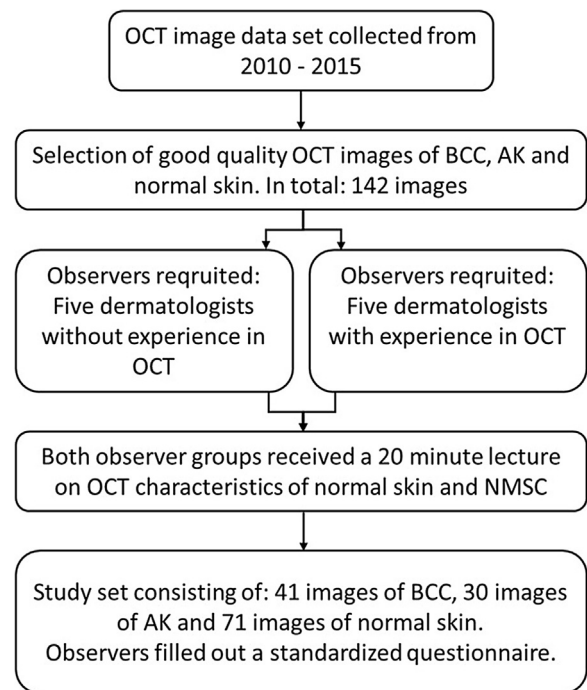 OCT image data set collected from
2010 - 2015
Selection of good quality OCT images of BCC, AK and
normal skin. In total: 142 images
Observers reqruited:
Five dermatologists
without experience in
OCT
Observers reqruited:
Five dermatologists
with experience in OCT
Both observer groups received a 20 minute lecture
on OCT characteristics of normal skin and NMSC
Study set consisting of: 41 images of BCC, 30 images
of AK and 71 images of normal skin.
Observers filled out a standardized questionnaire.